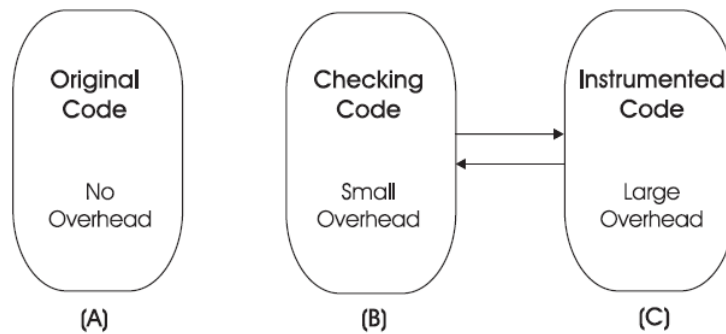 Original
Code
No
Overhead
(A)
Checking
Code
Small
Overhead
(B)
Instrumented
Code
Large
Overhead
(C)